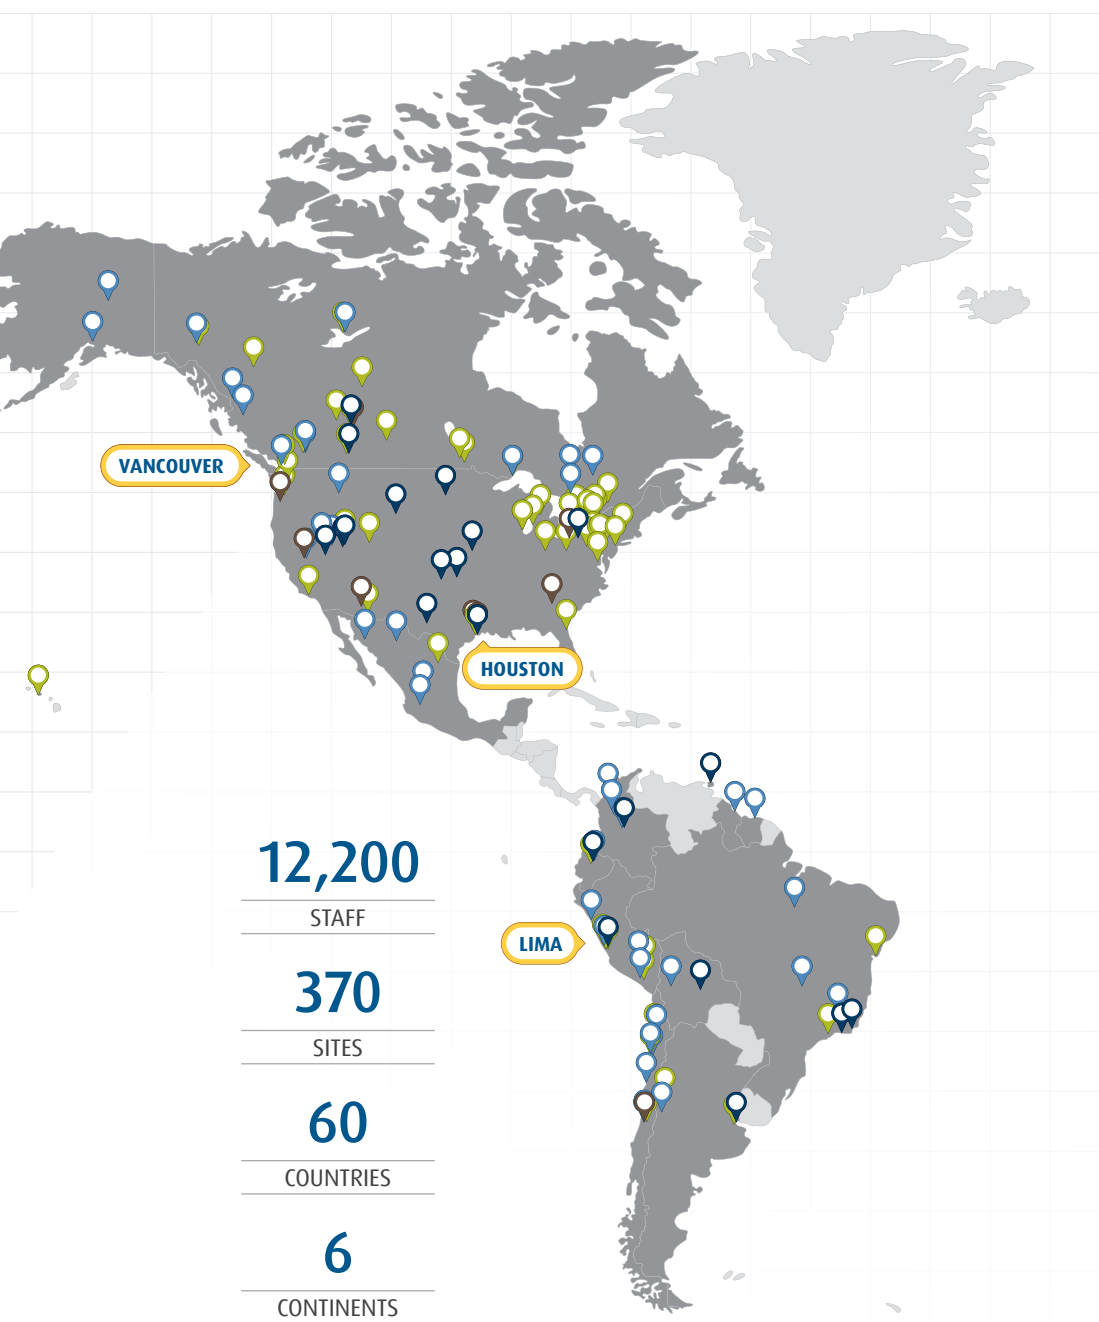 VANCOUVER
HOUSTON
12,200
STAFF
LIMA
370
SITES
60
COUNTRIES
6
CONTINENTS